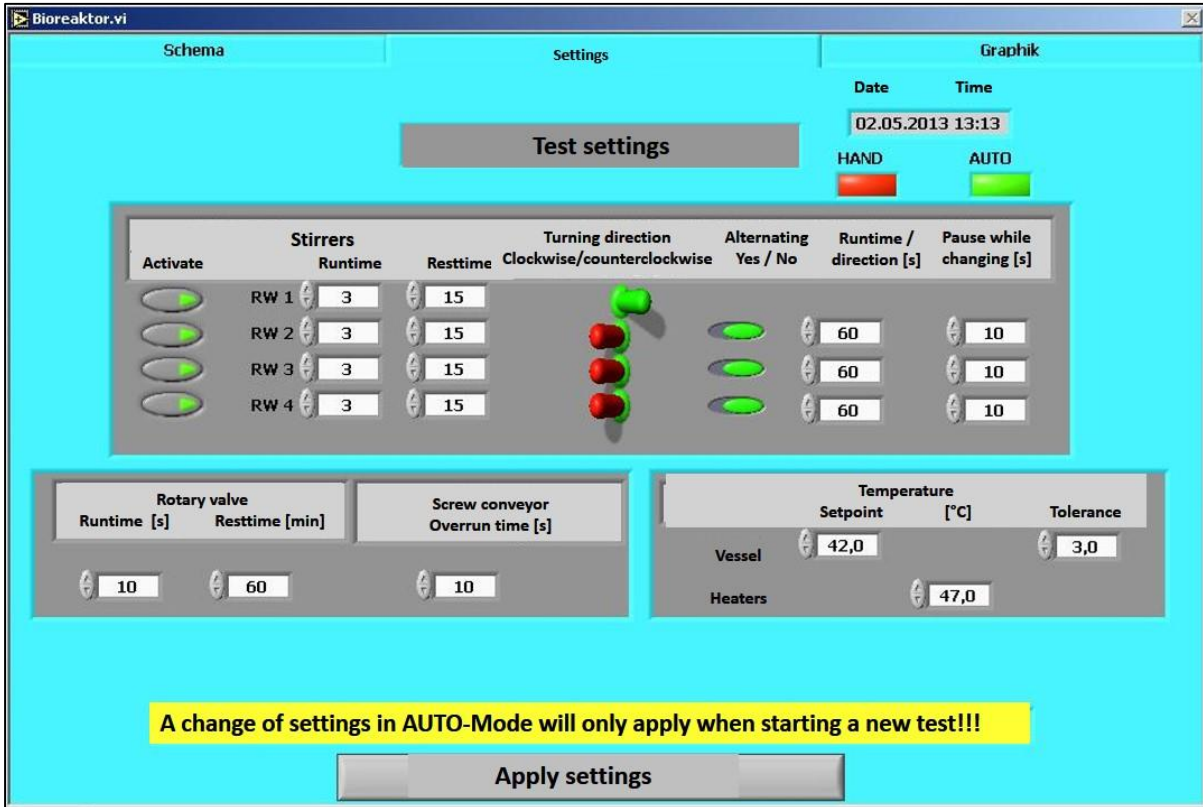 Bioreaktor.vi
Schema Settings Graphik
Date Time
02.05.2013 13:13
Test settings
HAND AUTO
Stirrers Turning direction Alternating Runtime / Pause while
Activate Runtime Resttime Clockwise/counterclockwise Yes / No direction [s] changing [s]
RW 1 3 15
RW 2 3 15 60 10
RW 3 3 15 60 10
RW 4 3 15 60 10
Rotary valve
Runtime [s] Resttime [min]
Screw conveyor
Overrun time [s]
10 60 10
Temperature
Setpoint [°C] Tolerance
Vessel 42,0 3,0
Heaters 47,0
A change of settings in AUTO-Mode will only apply when starting a new test!!!
Apply settings